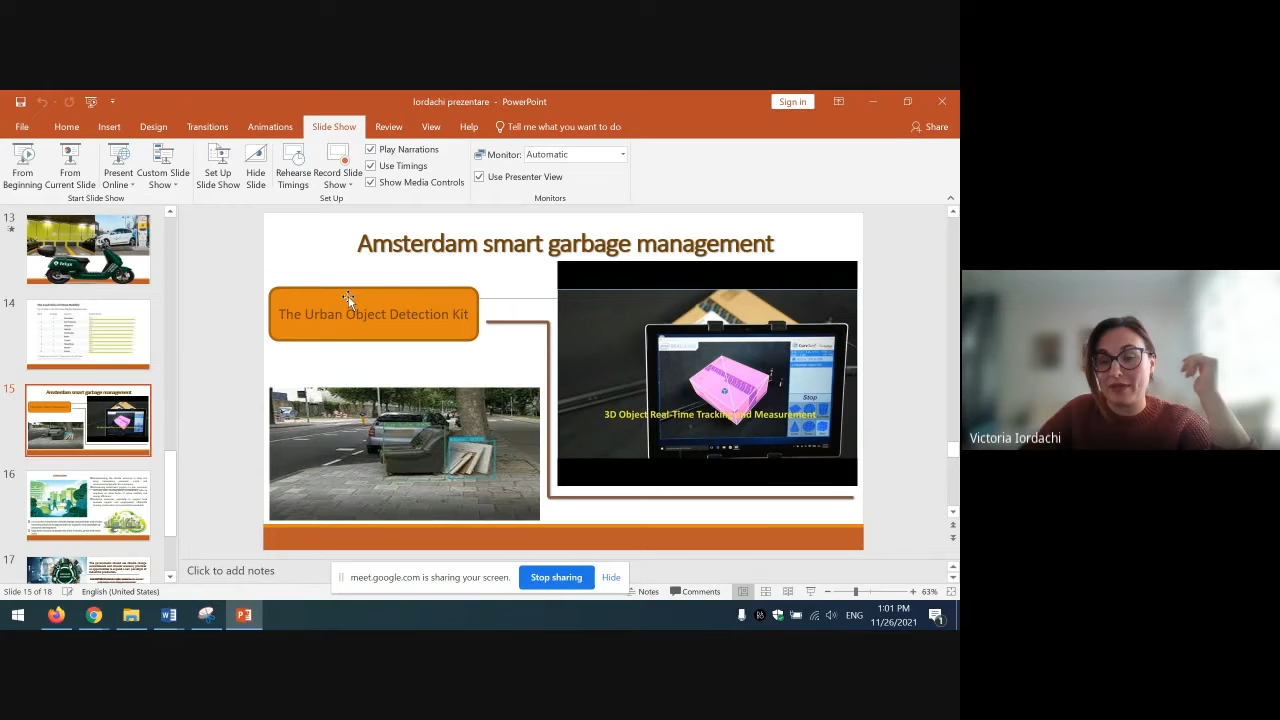 Iordachi prezentare - PowerPoint
Sign in
File Home Insert Design Transitions Animations Slide Show Review View Help Tell me what you want to do Share
From Beginning
From Current Slide
Present Online
Custom Slide Show
Set Up Slide Show
Hide Slide
Rehearse Timings
Record Slide Show
Play Narrations
Use Timings
Show Media Controls
Monitor: Automatic
Use Presenter View
Start Slide Show
Set Up
Monitors
13
14
15
Amsterdam smart garbage management
16
17
Amsterdam smart garbage management
The Urban Object Detection Kit
3D Object Real-Time Tracking and Measurement
Stop
Victoria Iordachi
Click to add notes
meet.google.com is sharing your screen. Stop sharing Hide
Slide 15 of 18 English (United States) Notes Comments 63%
ENG
1:01 PM
11/26/2021
1